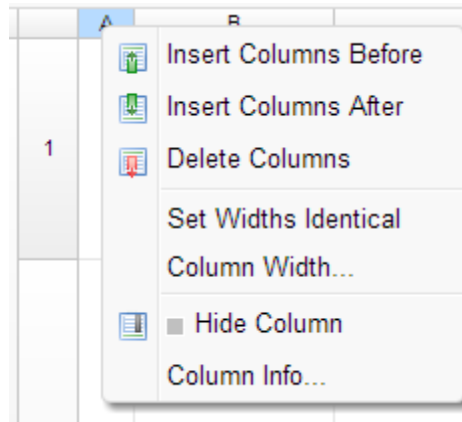 A B
Insert Columns Before
Insert Columns After
1
Delete Columns
Set Widths Identical
Column Width...
Hide Column
Column Info...